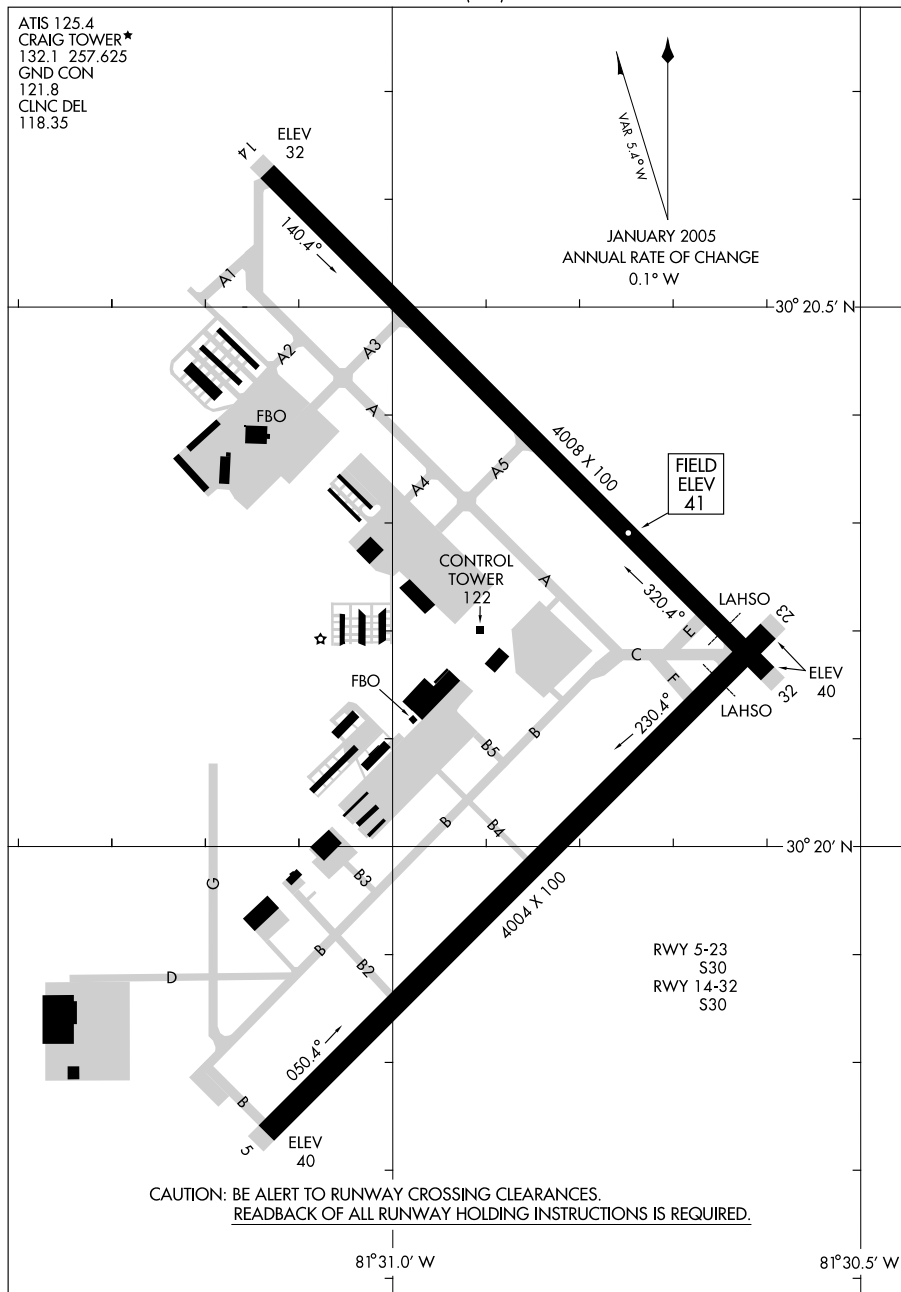 ATIS 125.4
CRAIG TOWER★
132.1 257.625
GND CON
121.8
CLNC DEL
118.35
14
ELEV
32
140.4°
VAR 5.4° W
JANUARY 2005
ANNUAL RATE OF CHANGE
0.1° W
30° 20.5' N
A1
A2
A3
FBO
A
4008 X 100
A4
A5
FIELD
ELEV
41
CONTROL
TOWER
122
A
320.4°
LAHSO
23
E
C
F
ELEV
40
32
LAHSO
FBO
230.4°
B
B5
B
B4
30° 20' N
G
B3
4004 X 100
B
B2
D
RWY 5-23
S30
RWY 14-32
S30
050.4°
B
5
ELEV
40
CAUTION: BE ALERT TO RUNWAY CROSSING CLEARANCES.
READBACK OF ALL RUNWAY HOLDING INSTRUCTIONS IS REQUIRED.
81° 31.0' W
81° 30.5' W